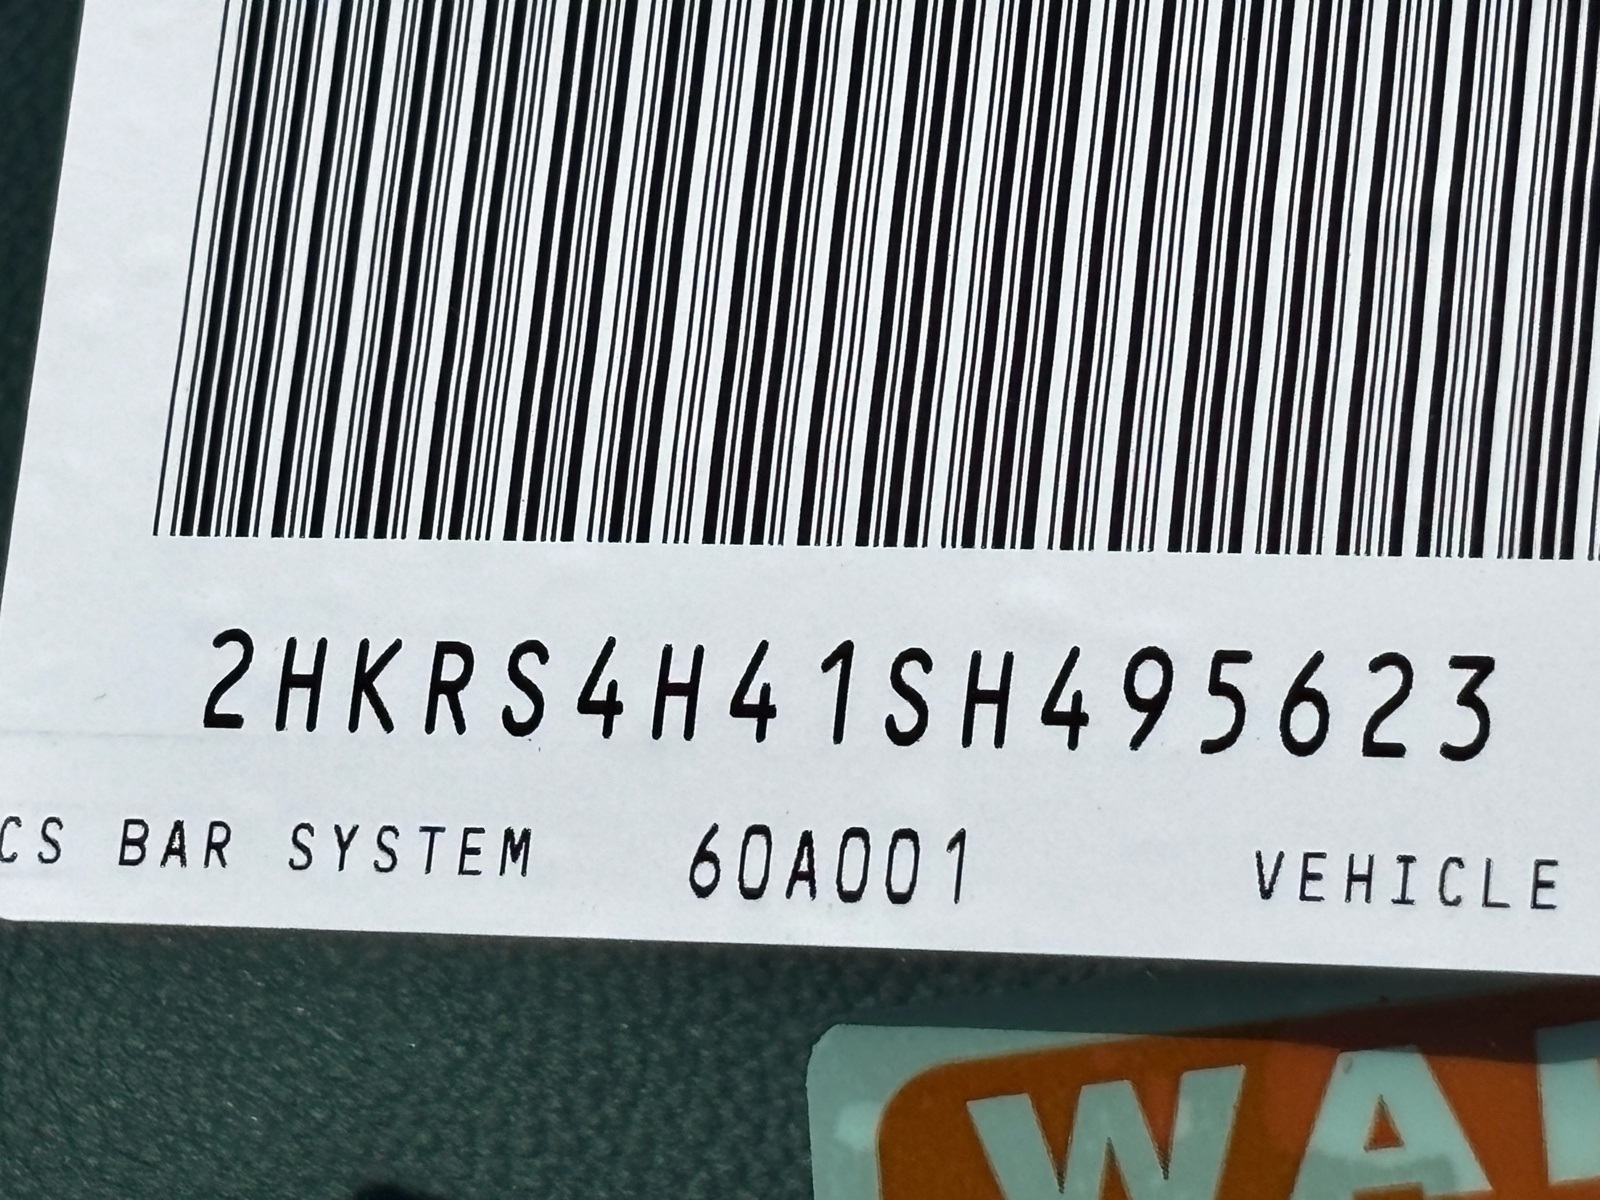 2HKRS4H41SH495623
CS BAR SYSTEM 60A001 VEHICLE